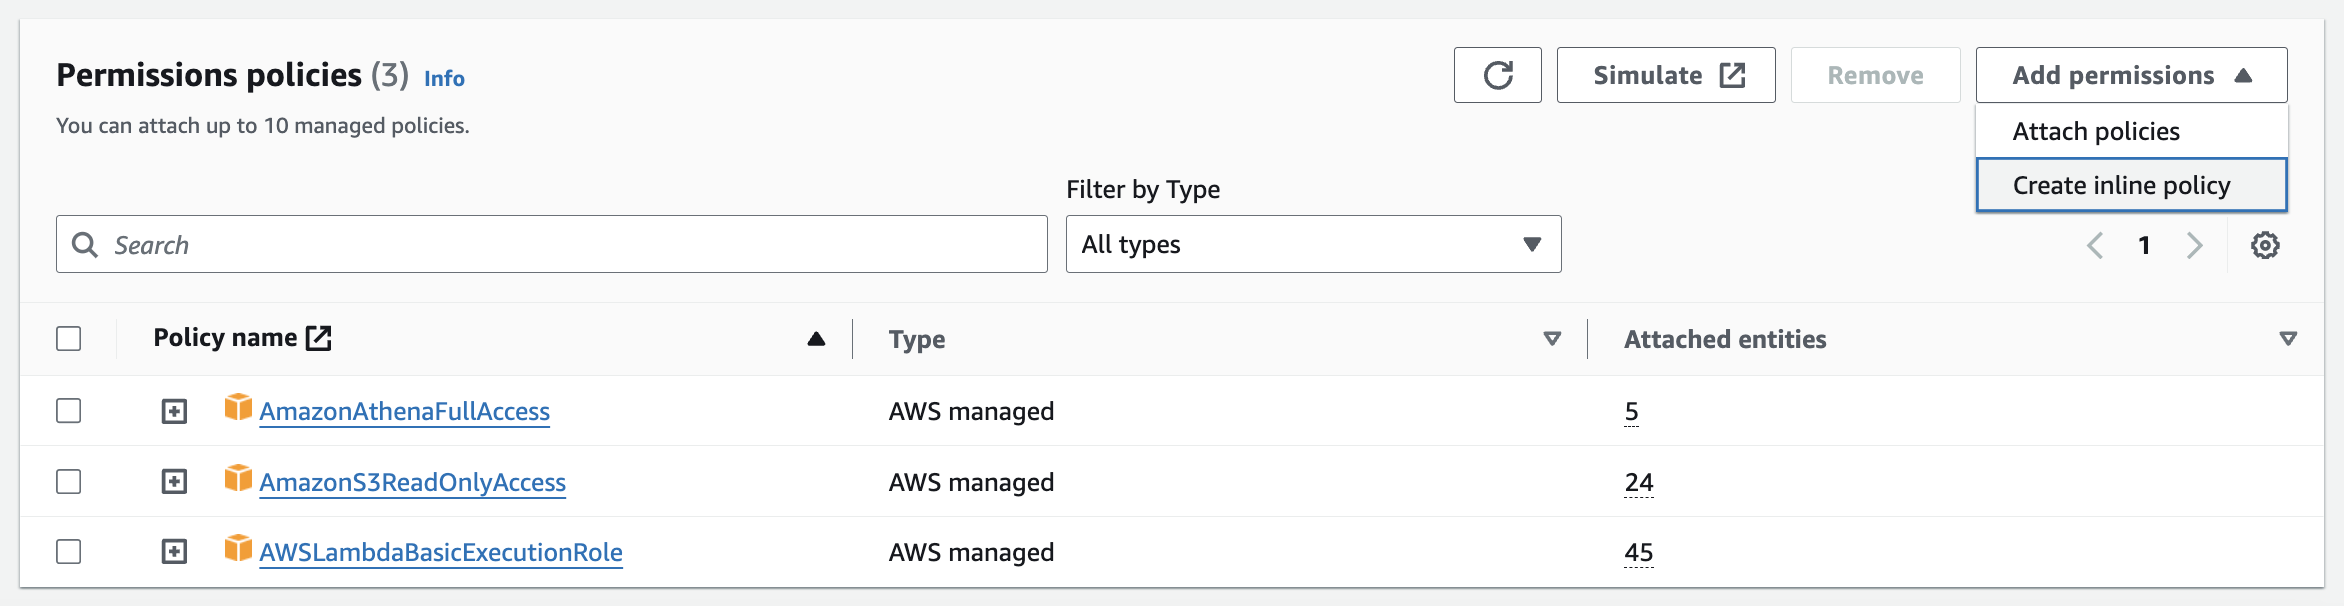 Permissions policies (3) Info
You can attach up to 10 managed policies.
Simulate
Remove
Add permissions
Attach policies
Create inline policy
Filter by Type
Search
All types
1
Policy name Type Attached entities
AmazonAthenaFullAccess AWS managed 5
AmazonS3ReadOnlyAccess AWS managed 24
AWSLambdaBasicExecutionRole AWS managed 45